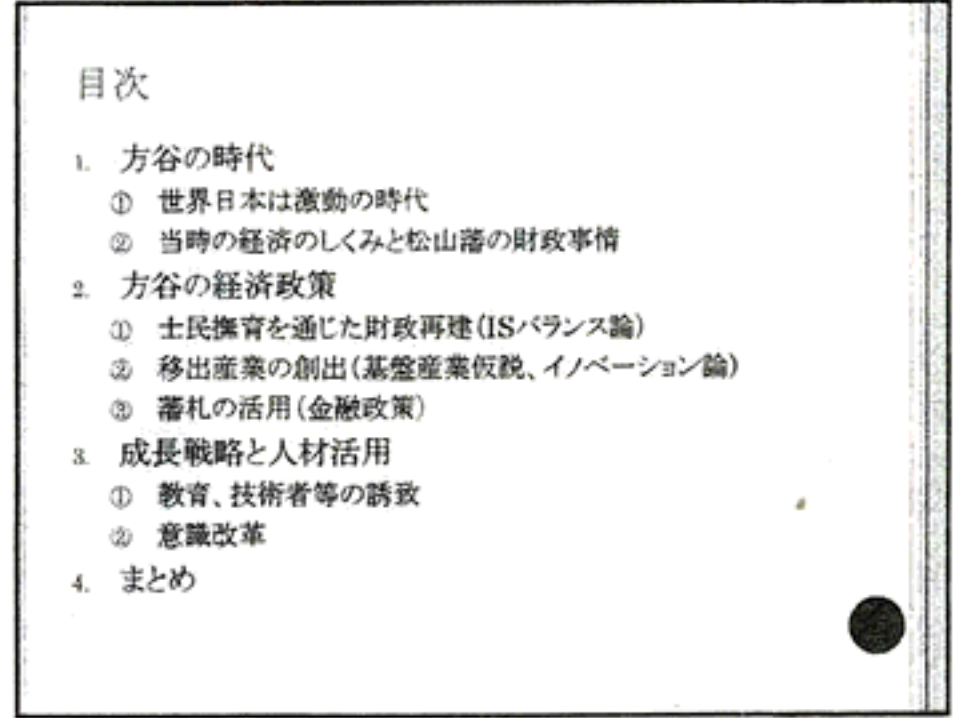 目次
1. 方谷の時代
① 世界日本は激動の時代
② 当時の経済のしくみと松山藩の財政事情
2. 方谷の経済政策
① 士民撫育を通じた財政再建(ISバランス論)
② 移出産業の創出(基盤産業仮説、イノベーション論)
③ 藩札の活用(金融政策)
3. 成長戦略と人材活用
① 教育、技術者等の誘致
② 意識改革
4. まとめ